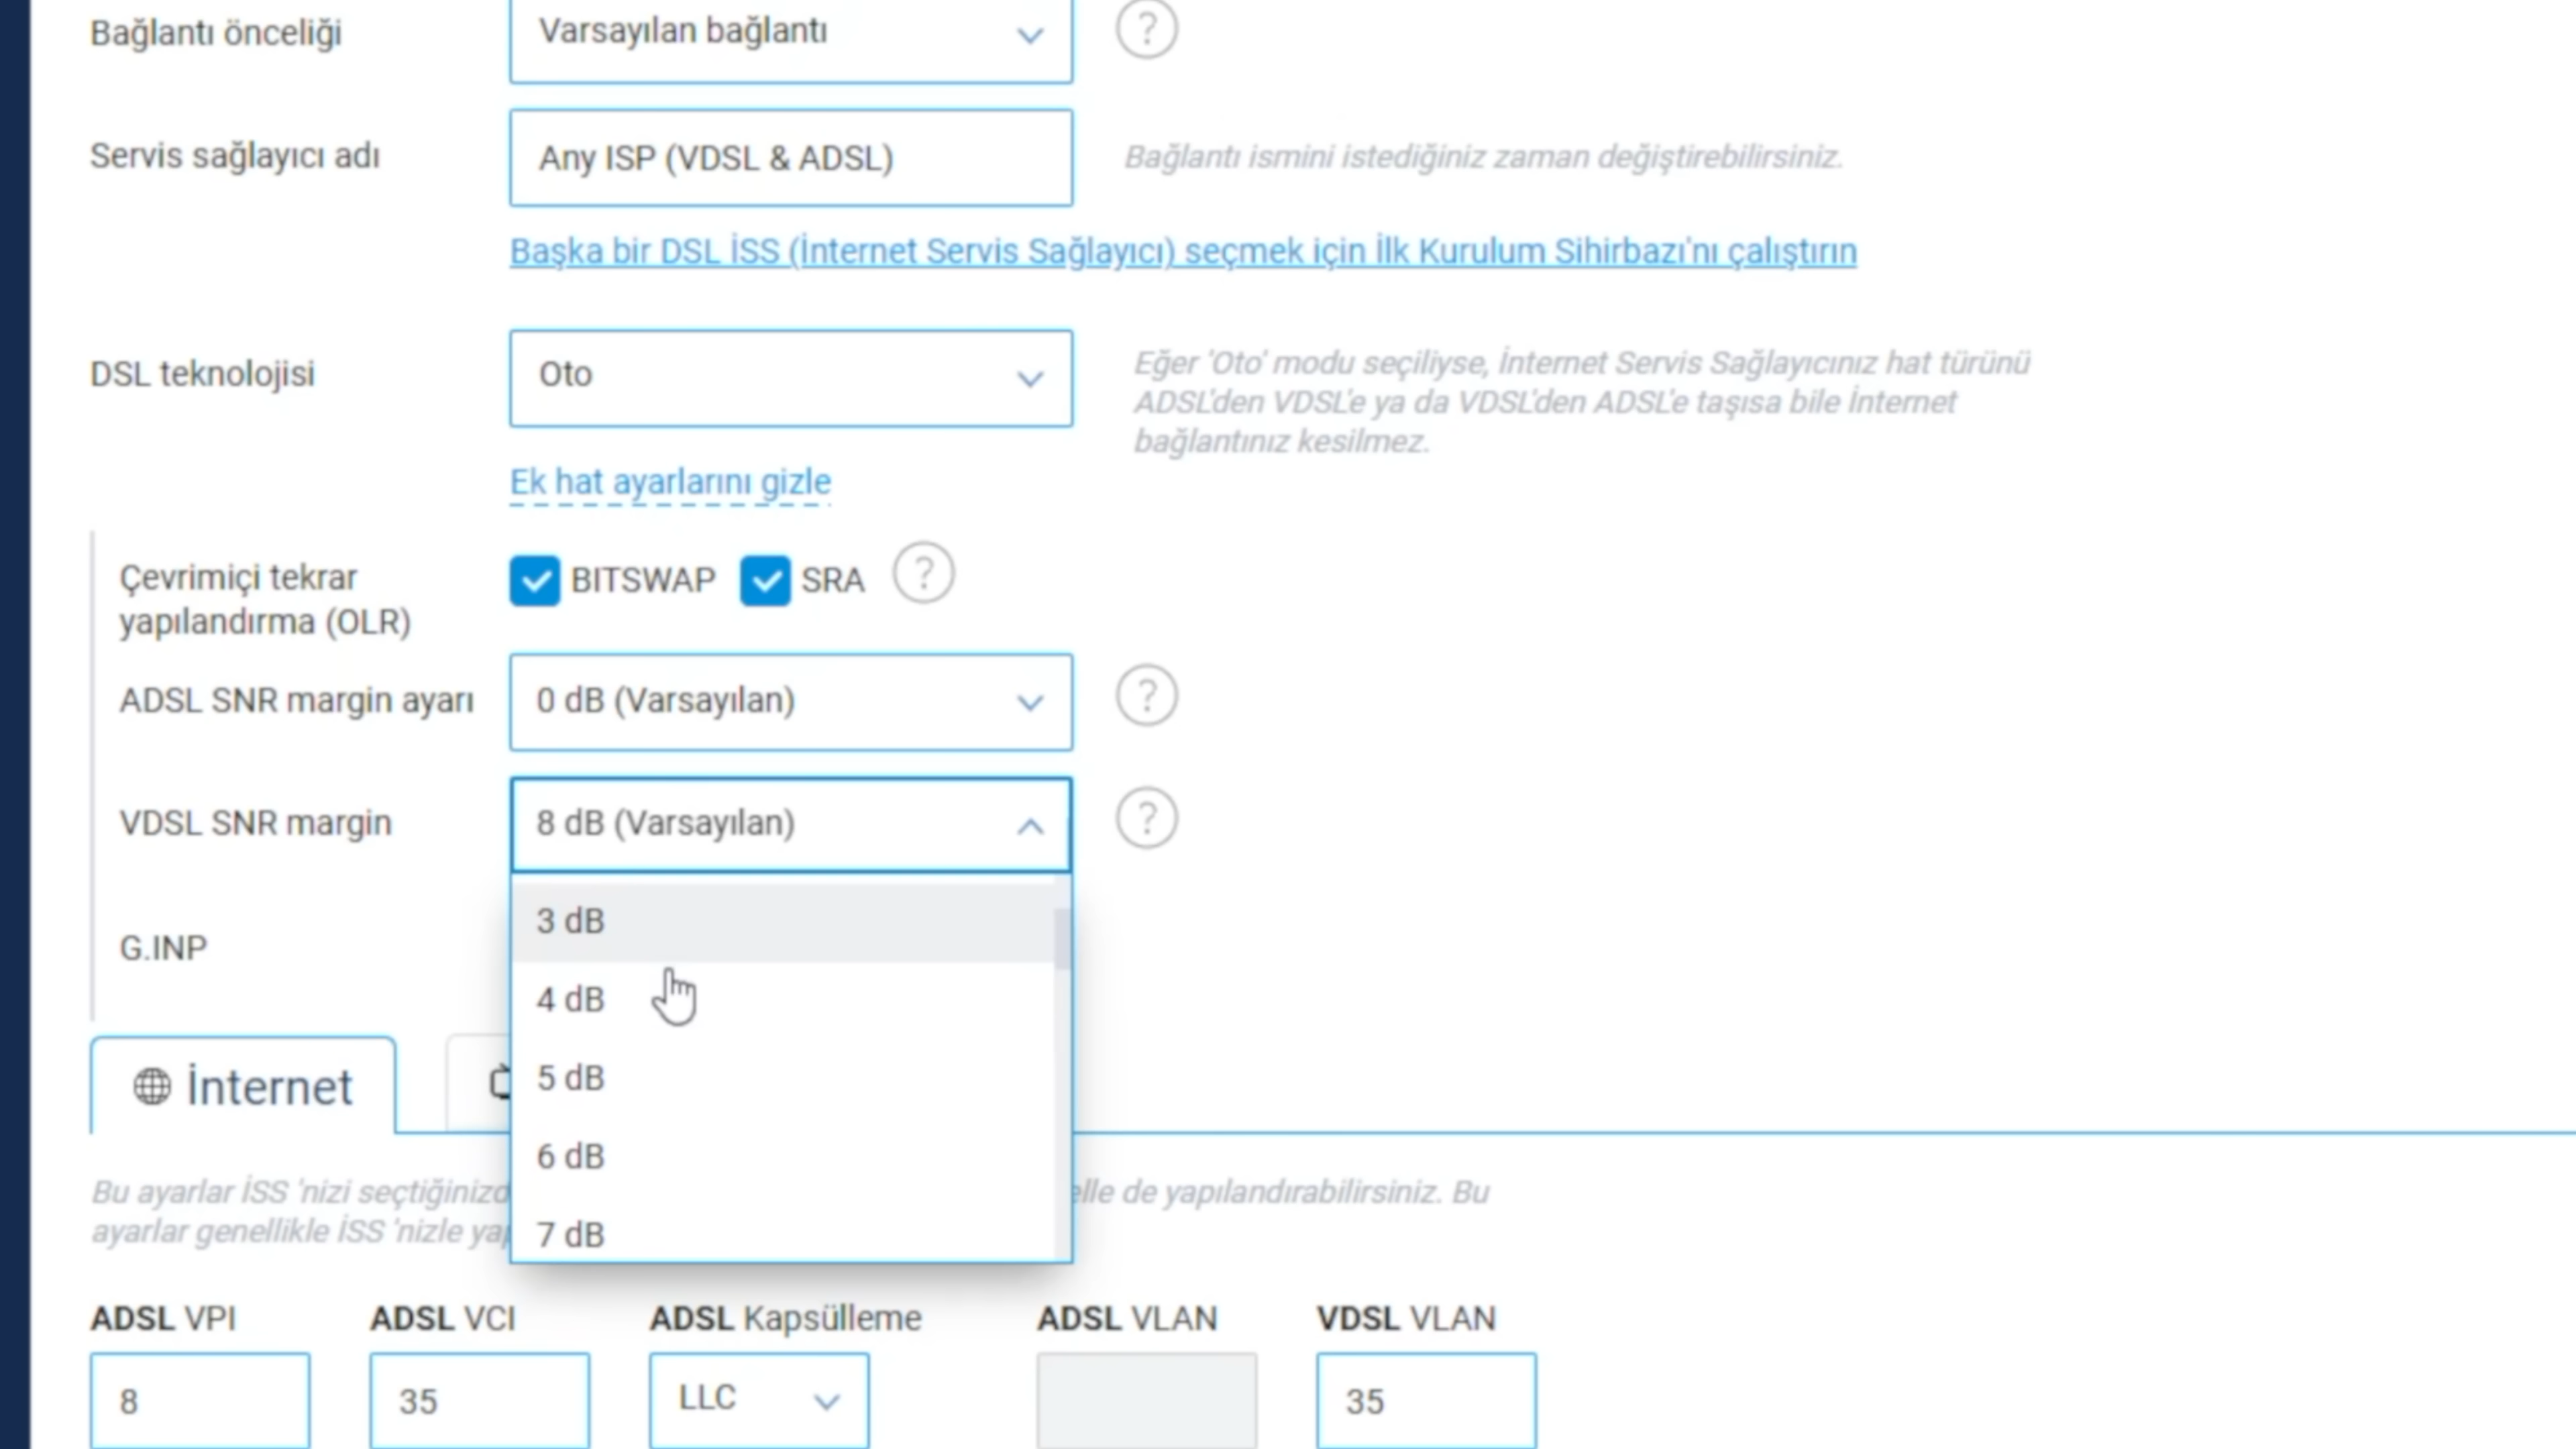 Bağlantı önceliği
Varsayılan bağlantı
?
Servis sağlayıcı adı
Any ISP (VDSL & ADSL)
Bağlantı ismini istediğiniz zaman değiştirebilirsiniz.
Başka bir DSL İSS (İnternet Servis Sağlayıcı) seçmek için İlk Kurulum Sihirbazı'nı çalıştırın
DSL teknolojisi
Oto
Eğer 'Oto' modu seçiliyse, İnternet Servis Sağlayıcınız hat türünü
ADSL'den VDSL'e ya da VDSL'den ADSL'e taşısa bile İnternet
bağlantınız kesilmez.
Ek hat ayarlarını gizle
Çevrimiçi tekrar
yapılandırma (OLR)
BITSWAP
SRA
?
ADSL SNR margin ayarı
0 dB (Varsayılan)
?
VDSL SNR margin
8 dB (Varsayılan)
?
3 dB
G.INP
4 dB
5 dB
6 dB
7 dB
İnternet
Bu ayarlar İSS 'nizi seçtiğinizd
elle de yapılandırabilirsiniz. Bu
ayarlar genellikle İSS 'nizle yap
ADSL VPI
ADSL VCI
ADSL Kapsülleme
ADSL VLAN
VDSL VLAN
8
35
LLC
35